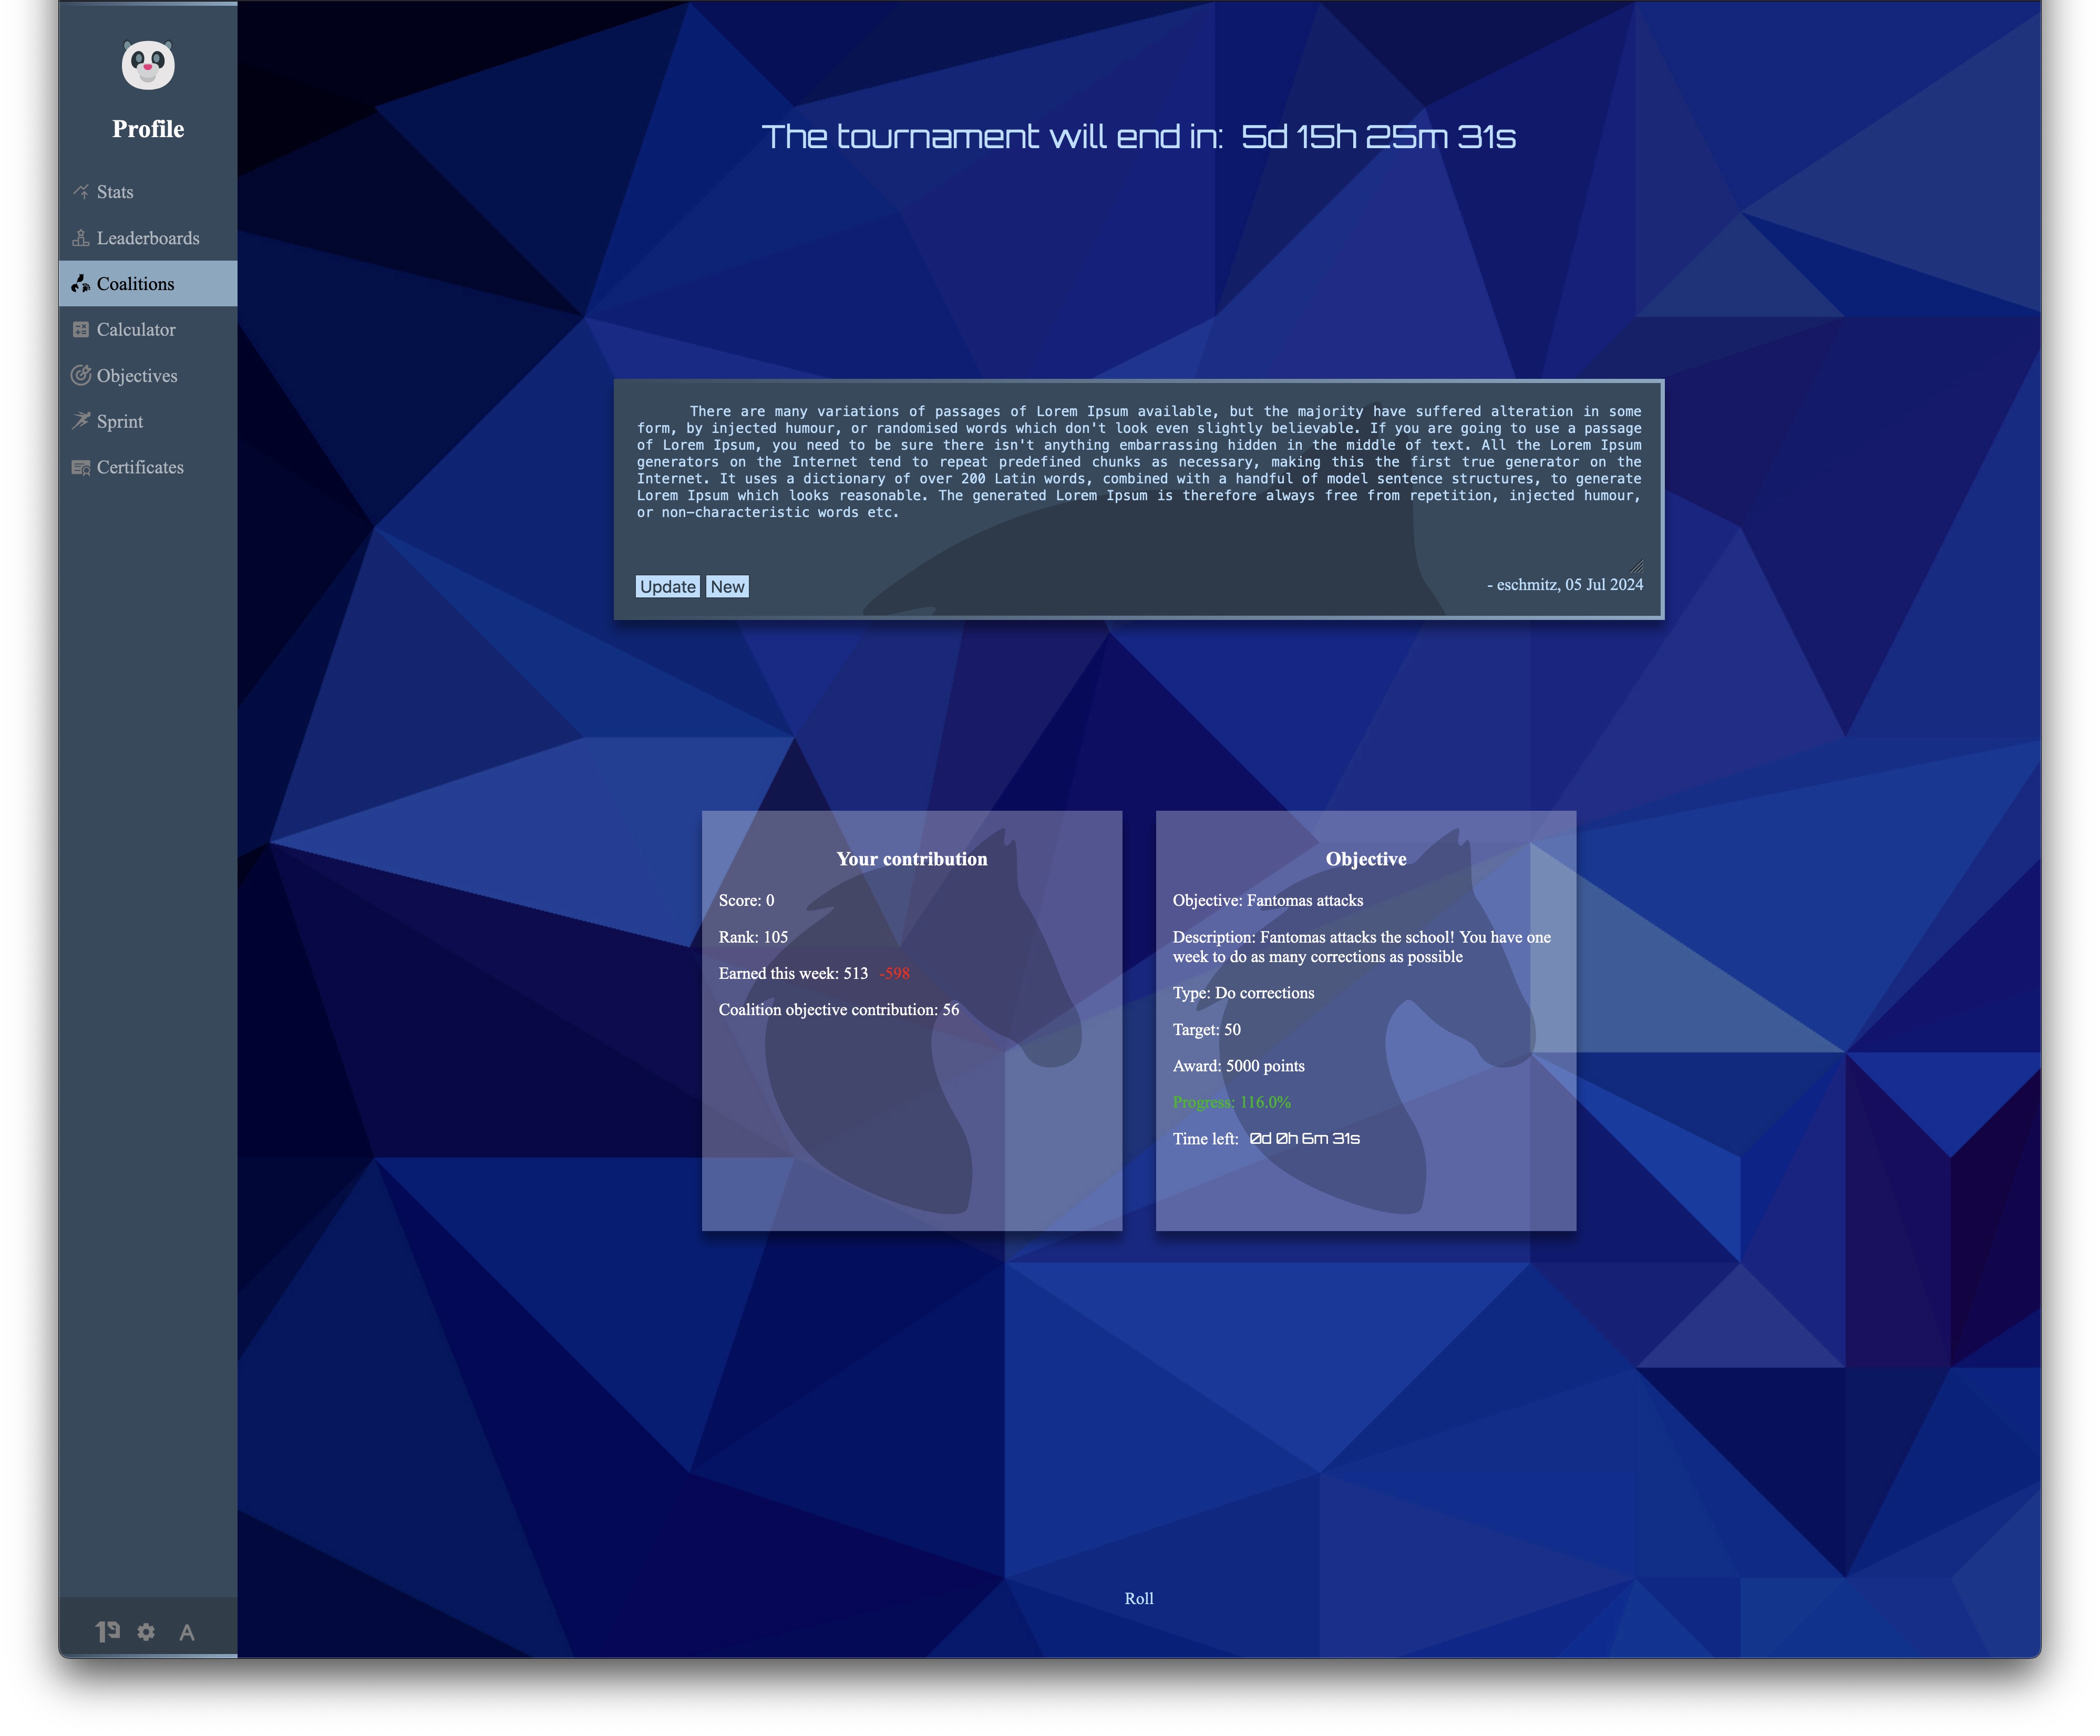 Profile
Stats
Leaderboards
Coalitions
Calculator
Objectives
Sprint
Certificates
A
The tournament will end in: 5d 15h 25m 31s
There are many variations of passages of Lorem Ipsum available, but the majority have suffered alteration in some
form, by injected humour, or randomised words which don't look even slightly believable. If you are going to use a passage
of Lorem Ipsum, you need to be sure there isn't anything embarrassing hidden in the middle of text. All the Lorem Ipsum
generators on the Internet tend to repeat predefined chunks as necessary, making this the first true generator on the
Internet. It uses a dictionary of over 200 Latin words, combined with a handful of model sentence structures, to generate
Lorem Ipsum which looks reasonable. The generated Lorem Ipsum is therefore always free from repetition, injected humour,
or non-characteristic words etc.
Update New
- eschmitz, 05 Jul 2024
Your contribution
Score: 0
Rank: 105
Earned this week: 513 -598
Coalition objective contribution: 56
Objective
Objective: Fantomas attacks
Description: Fantomas attacks the school! You have one
week to do as many corrections as possible
Type: Do corrections
Target: 50
Award: 5000 points
Progress: 116.0%
Time left: 0d 0h 6m 31s
Roll